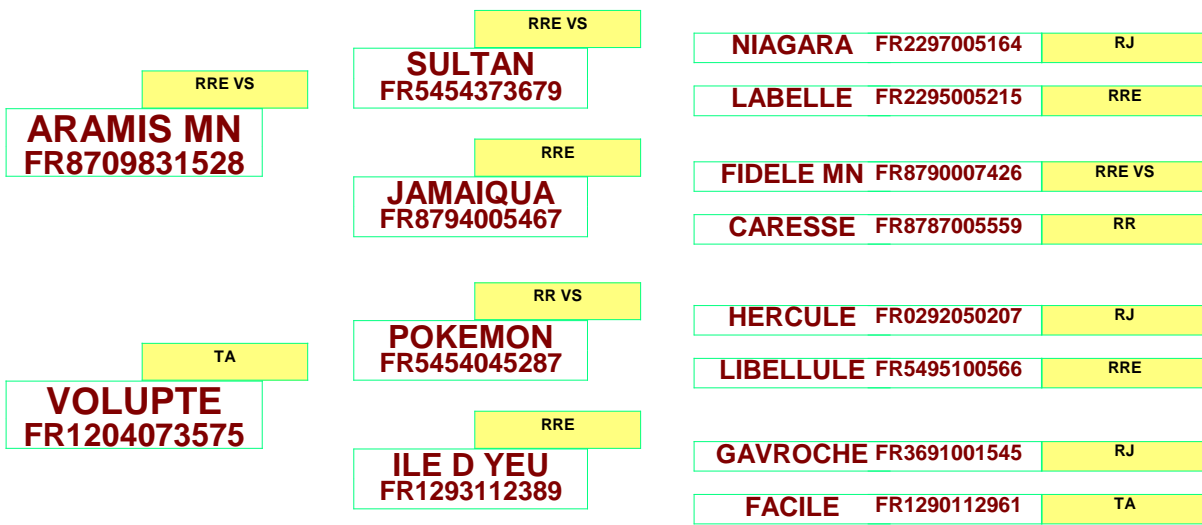 RRE VS
ARAMIS MN
FR8709831528
TA
VOLUPTE
FR1204073575
RRE VS
SULTAN
FR5454373679
RRE
JAMAIQUA
FR8794005467
RR VS
POKEMON
FR5454045287
RRE
ILE D YEU
FR1293112389
NIAGARA FR2297005164 RJ
LABELLE FR2295005215 RRE
FIDELE MN FR8790007426 RRE VS
CARESSE FR8787005559 RR
HERCULE FR0292050207 RJ
LIBELLULE FR5495100566 RRE
GAVROCHE FR3691001545 RJ
FACILE FR1290112961 TA